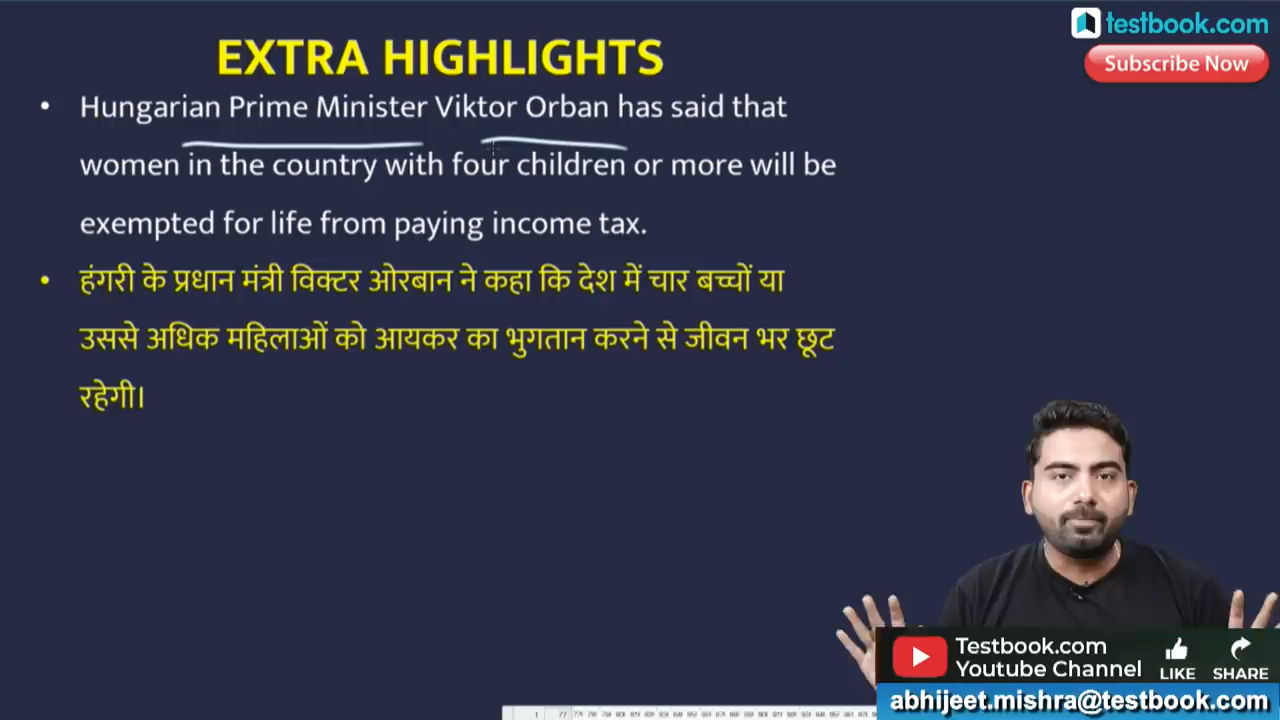 testbook.com
EXTRA HIGHLIGHTS
Subscribe Now
• Hungarian Prime Minister Viktor Orban has said that
women in the country with four children or more will be
exempted for life from paying income tax.
• हंगरी के प्रधान मंत्री विक्टर ओरबान ने कहा कि देश में चार बच्चों या
उससे अधिक महिलाओं को आयकर का भुगतान करने से जीवन भर छूट
रहेगी।
Testbook.com
Youtube Channel
LIKE
SHARE
abhijeet.mishra@testbook.com